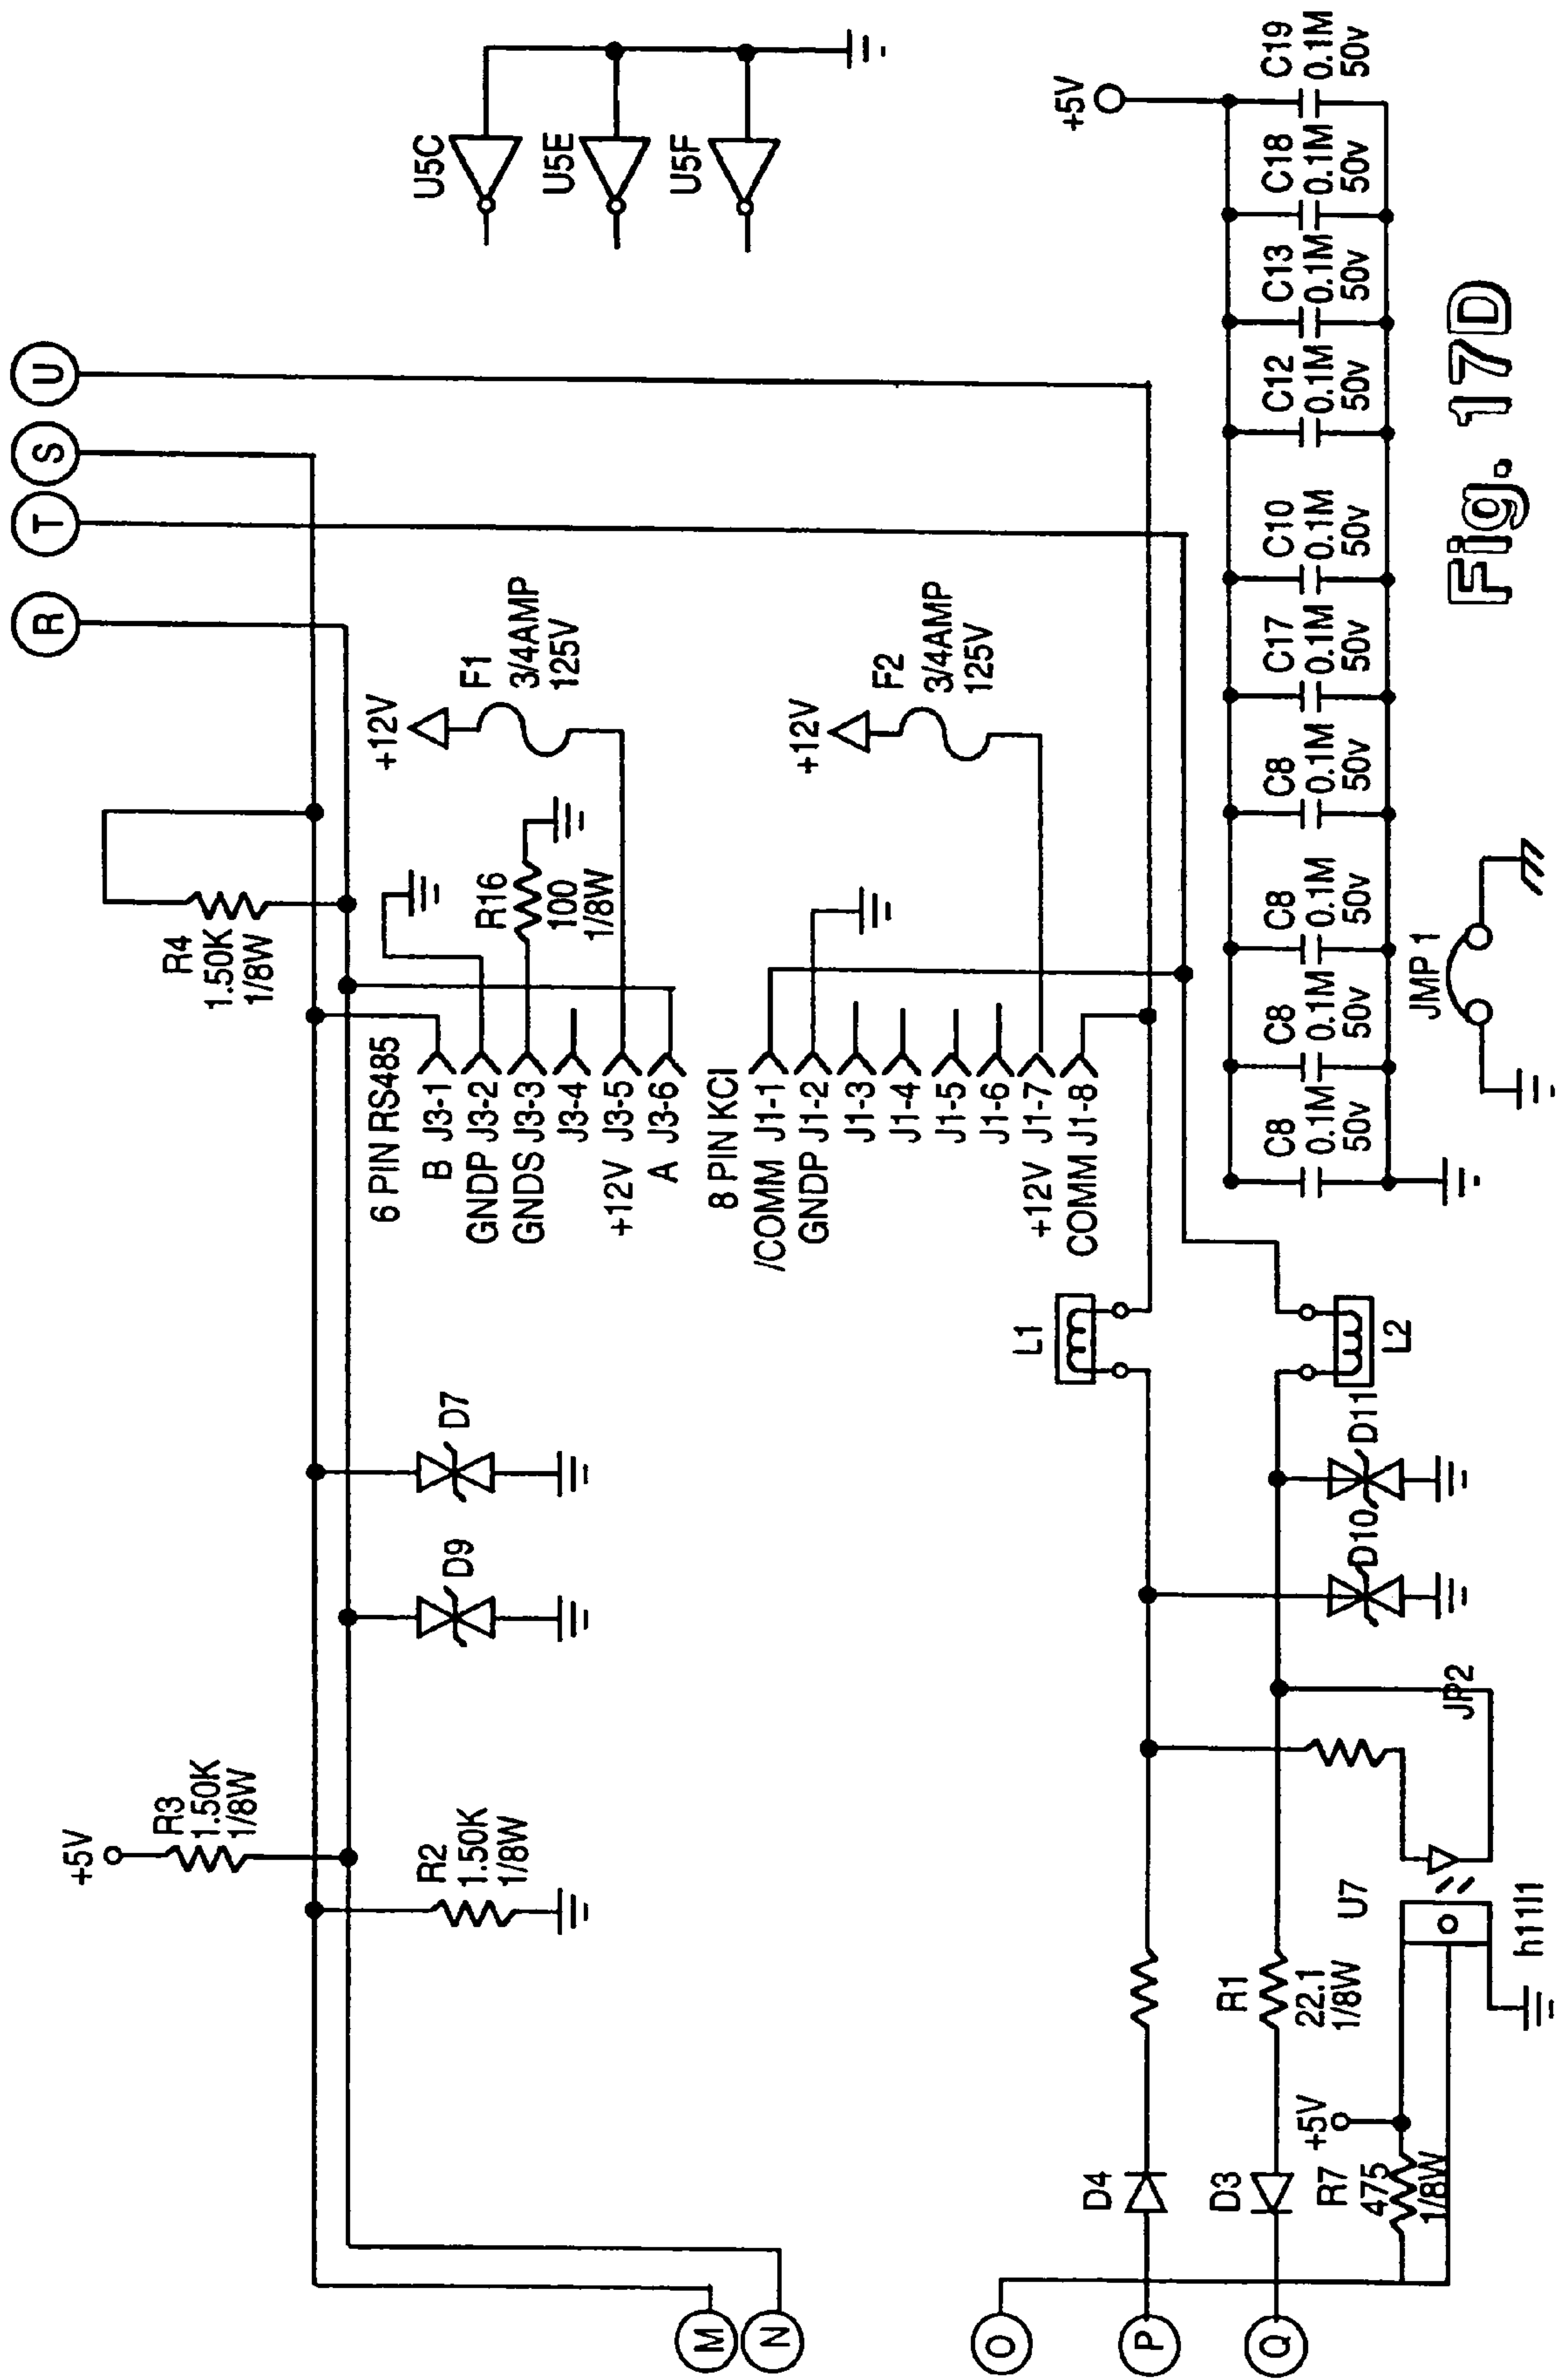 R
T
S
U
R4
1.50K
1/8W
+5V
R3
1.50K
1/8W
R2
1.50K
1/8W
D9
D7
6 PIN RS485
B J3-1
GNDP J3-2
GNDS J3-3
J3-4
+12V J3-5
A J3-6
R16
100
1/8W
+12V
F1
3/4AMP
125V
U5C
U5E
U5F
8 PIN KCI
/COMM J1-1
GNDP J1-2
J1-3
J1-4
J1-5
J1-6
+12V J1-7
COMM J1-8
+12V
F2
3/4AMP
125V
M
N
O
P
Q
D4
D3
R1
22.1
1/8W
+5V
R7
475
1/8W
U7
h11l1
JP2
D10
D11
L1
L2
+5V
C8
0.1M
50v
C8
0.1M
50v
C8
0.1M
50v
C8
0.1M
50v
C17
0.1M
50v
C10
0.1M
50v
C12
0.1M
50v
C13
0.1M
50v
C18
0.1M
50v
C19
0.1M
50v
JMP 1
Fig. 17D